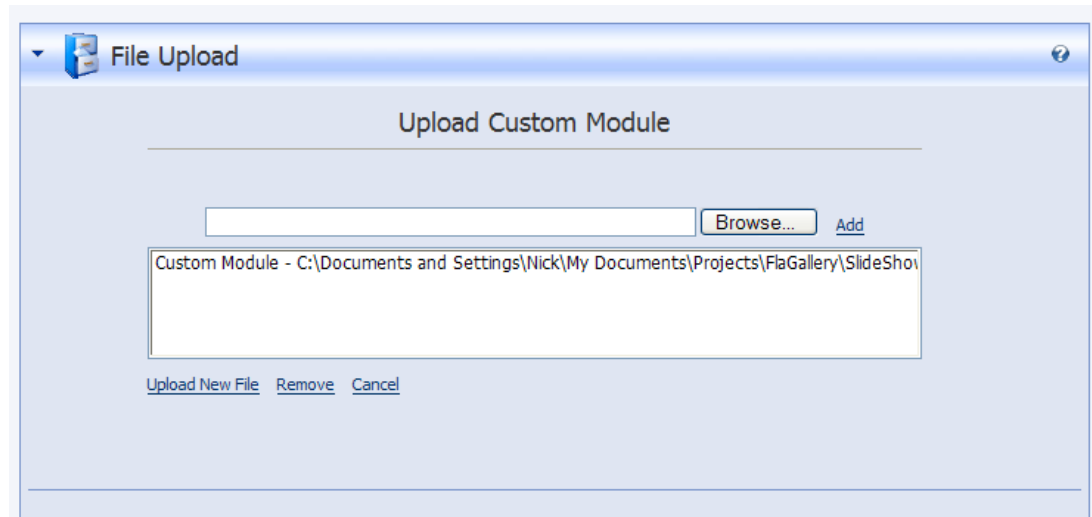 File Upload
Upload Custom Module
Browse... Add
Custom Module - C:\Documents and Settings\Nick\My Documents\Projects\FlaGallery\SlideSho
Upload New File Remove Cancel